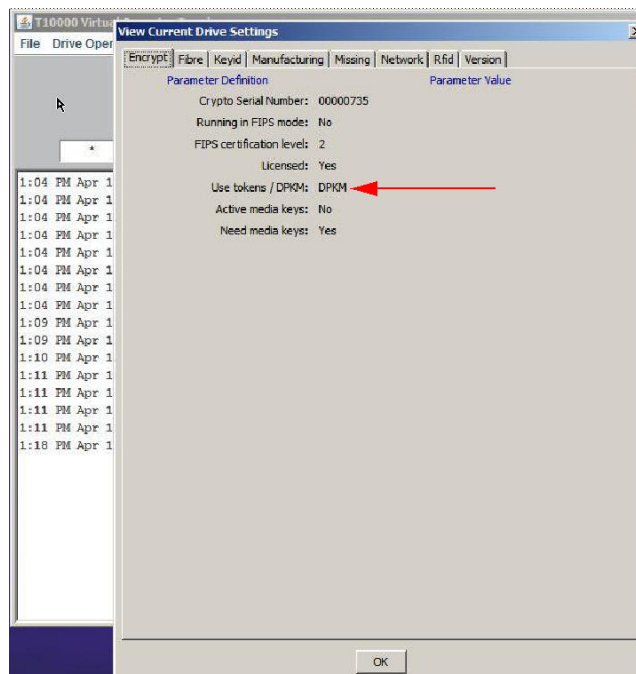 T10000 Virtua
View Current Drive Settings
File Drive Oper
Encrypt Fibre Keyid Manufacturing Missing Network Rfid Version
Parameter Definition Parameter Value
Crypto Serial Number: 00000735
Running in FIPS mode: No
FIPS certification level: 2
Licensed: Yes
Use tokens / DPKM: DPKM
Active media keys: No
Need media keys: Yes
*
1:04 PM Apr 1
1:04 PM Apr 1
1:04 PM Apr 1
1:04 PM Apr 1
1:04 PM Apr 1
1:04 PM Apr 1
1:04 PM Apr 1
1:04 PM Apr 1
1:09 PM Apr 1
1:09 PM Apr 1
1:10 PM Apr 1
1:11 PM Apr 1
1:11 PM Apr 1
1:11 PM Apr 1
1:11 PM Apr 1
1:18 PM Apr 1
OK